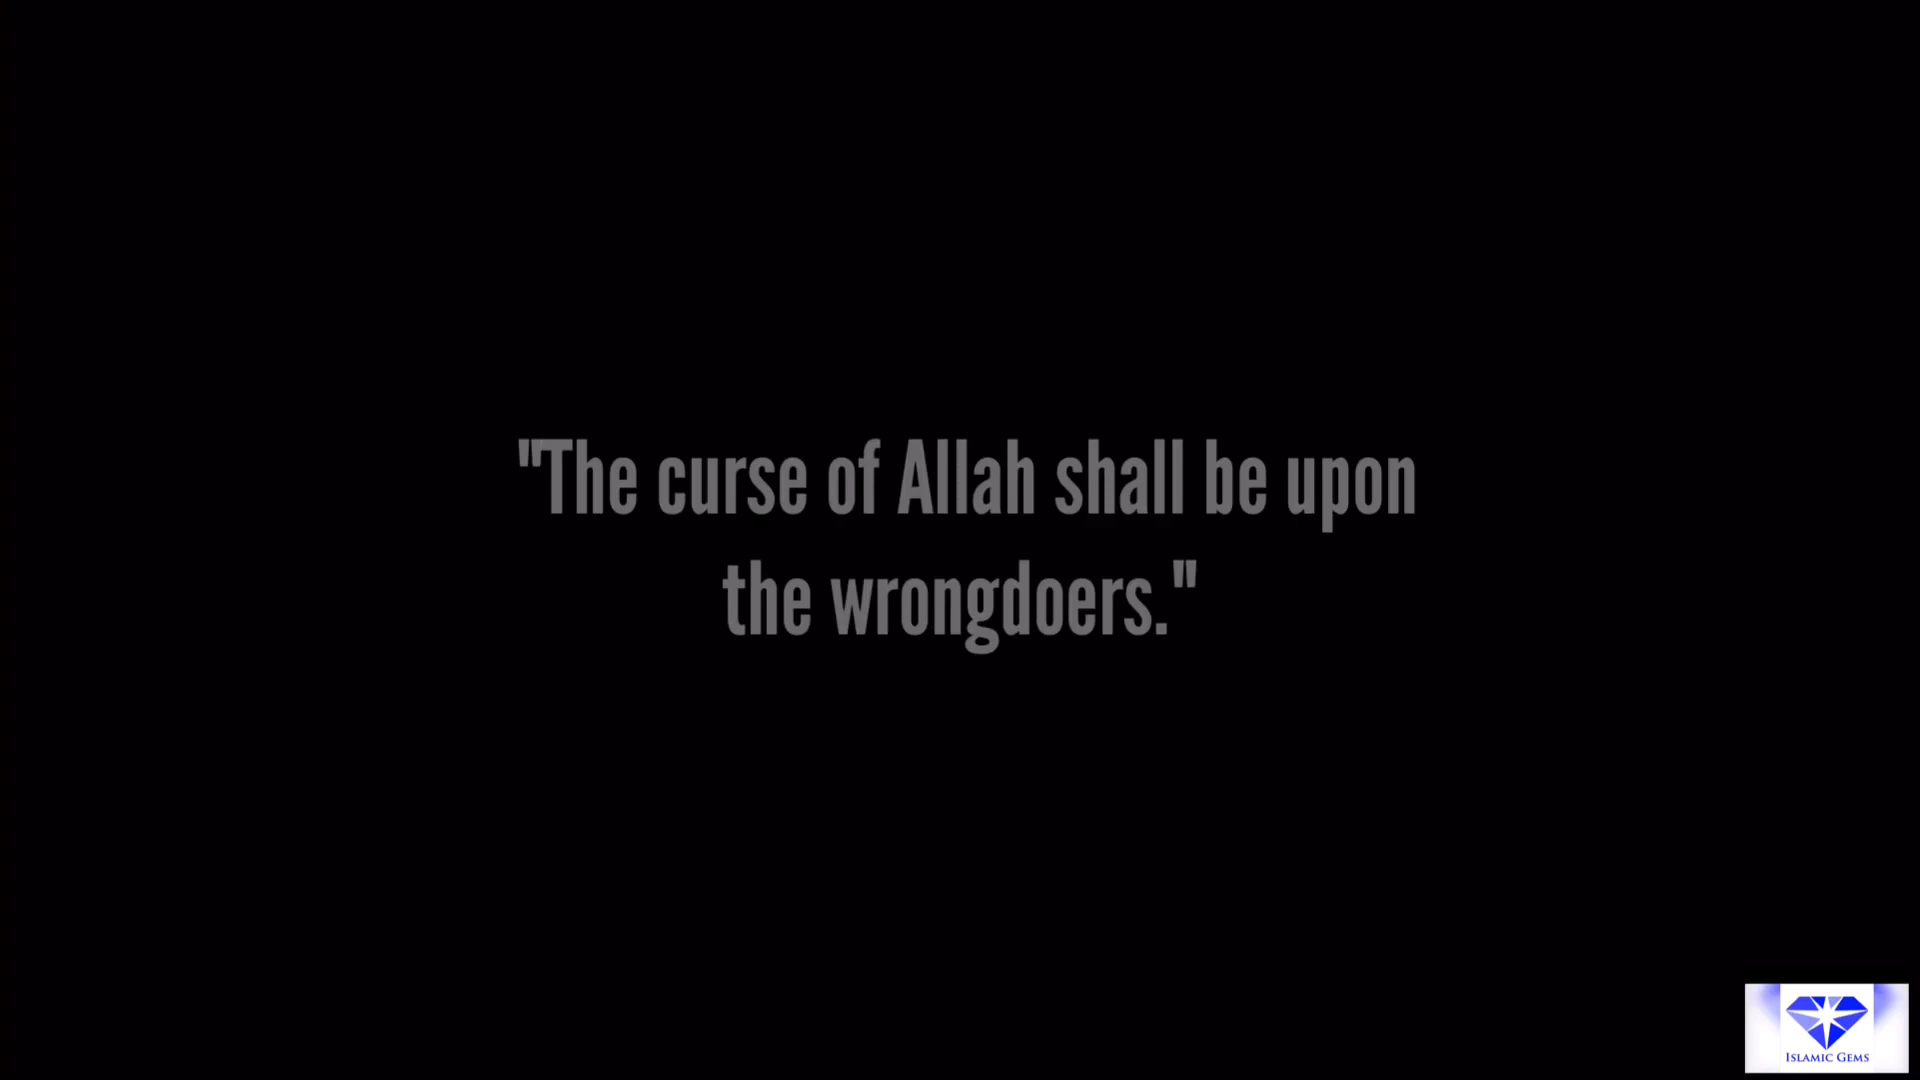 "The curse of Allah shall be upon
the wrongdoers."
Islamic Gems